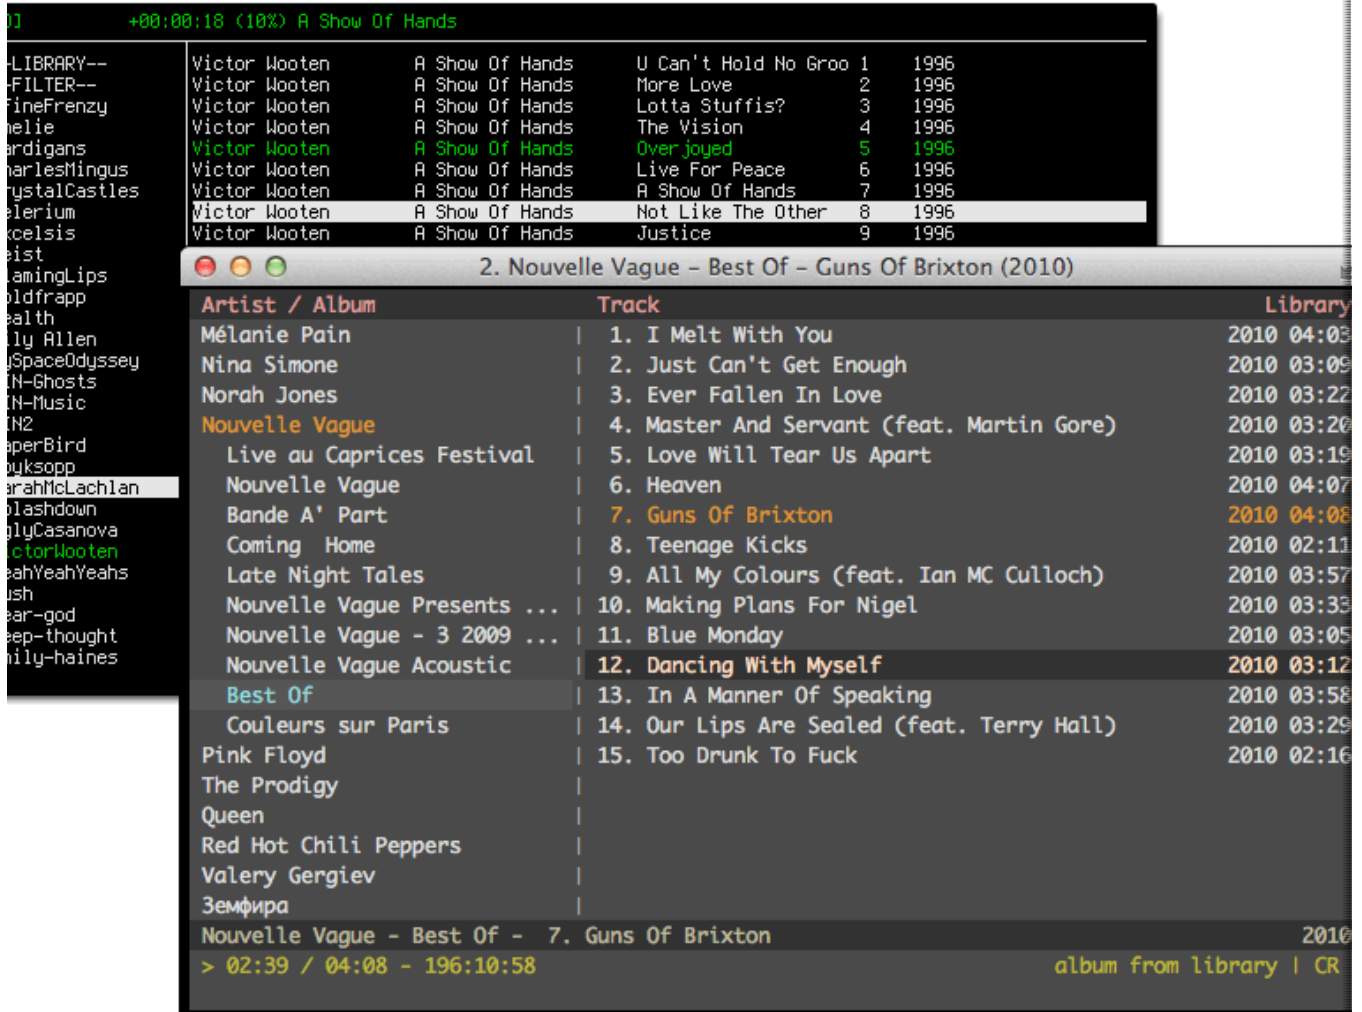 0]    +00:00:18 (10%) A Show Of Hands
-LIBRARY--    Victor Wooten    A Show Of Hands    U Can't Hold No Groo 1    1996
-FILTER--    Victor Wooten    A Show Of Hands    More Love    2    1996
FineFrenzy    Victor Wooten    A Show Of Hands    Lotta Stuffis?    3    1996
melie    Victor Wooten    A Show Of Hands    The Vision    4    1996
ardigans    Victor Wooten    A Show Of Hands    Overjoyed    5    1996
harlesMingus    Victor Wooten    A Show Of Hands    Live For Peace    6    1996
rystalCastles    Victor Wooten    A Show Of Hands    A Show Of Hands    7    1996
elerium    Victor Wooten    A Show Of Hands    Not Like The Other    8    1996
xcelsis    Victor Wooten    A Show Of Hands    Justice    9    1996
eist
lamingLips
oldfrapp
ealth
ily Allen
ySpaceOdyssey
IN-Ghosts
IN-Music
IN2
aperBird
oyksopp
arahMcLachlan
plashdown
glyCasanova
ictorWooten
eahYeahYeahs
ush
ear-god
eep-thought
mily-haines
2. Nouvelle Vague – Best Of – Guns Of Brixton (2010)
Artist / Album    Track    Library
Mélanie Pain    | 1. I Melt With You    2010 04:03
Nina Simone    | 2. Just Can't Get Enough    2010 03:09
Norah Jones    | 3. Ever Fallen In Love    2010 03:22
Nouvelle Vague    | 4. Master And Servant (feat. Martin Gore)    2010 03:20
Live au Caprices Festival    | 5. Love Will Tear Us Apart    2010 03:19
Nouvelle Vague    | 6. Heaven    2010 04:07
Bande A' Part    | 7. Guns Of Brixton    2010 04:08
Coming  Home    | 8. Teenage Kicks    2010 02:11
Late Night Tales    | 9. All My Colours (feat. Ian MC Culloch)    2010 03:57
Nouvelle Vague Presents ...    | 10. Making Plans For Nigel    2010 03:33
Nouvelle Vague - 3 2009 ...    | 11. Blue Monday    2010 03:05
Nouvelle Vague Acoustic    | 12. Dancing With Myself    2010 03:12
Best Of    | 13. In A Manner Of Speaking    2010 03:58
Couleurs sur Paris    | 14. Our Lips Are Sealed (feat. Terry Hall)    2010 03:29
Pink Floyd    | 15. Too Drunk To Fuck    2010 02:16
The Prodigy    |
Queen    |
Red Hot Chili Peppers    |
Valery Gergiev    |
Земфира    |
Nouvelle Vague - Best Of -  7. Guns Of Brixton    2010
> 02:39 / 04:08 - 196:10:58    album from library | CR